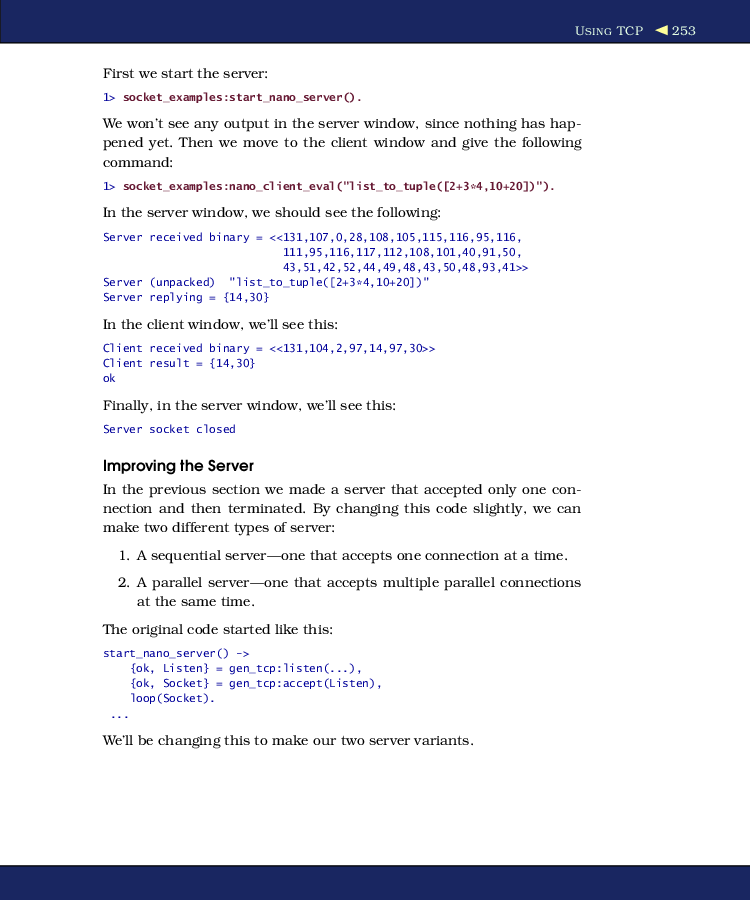 USING TCP ◀ 253
First we start the server:
1> socket_examples:start_nano_server().
We won't see any output in the server window, since nothing has hap-
pened yet. Then we move to the client window and give the following
command:
1> socket_examples:nano_client_eval("list_to_tuple([2+3*4,10+20])").
In the server window, we should see the following:
Server received binary = <<131,107,0,28,108,105,115,116,95,116,
111,95,116,117,112,108,101,40,91,50,
43,51,42,52,44,49,48,43,50,48,93,41>>
Server (unpacked)  "list_to_tuple([2+3*4,10+20])"
Server replying = {14,30}
In the client window, we'll see this:
Client received binary = <<131,104,2,97,14,97,30>>
Client result = {14,30}
ok
Finally, in the server window, we'll see this:
Server socket closed
Improving the Server
In the previous section we made a server that accepted only one con-
nection and then terminated. By changing this code slightly, we can
make two different types of server:
1. A sequential server—one that accepts one connection at a time.
2. A parallel server—one that accepts multiple parallel connections
at the same time.
The original code started like this:
start_nano_server() ->
{ok, Listen} = gen_tcp:listen(...),
{ok, Socket} = gen_tcp:accept(Listen),
loop(Socket).
...
We'll be changing this to make our two server variants.